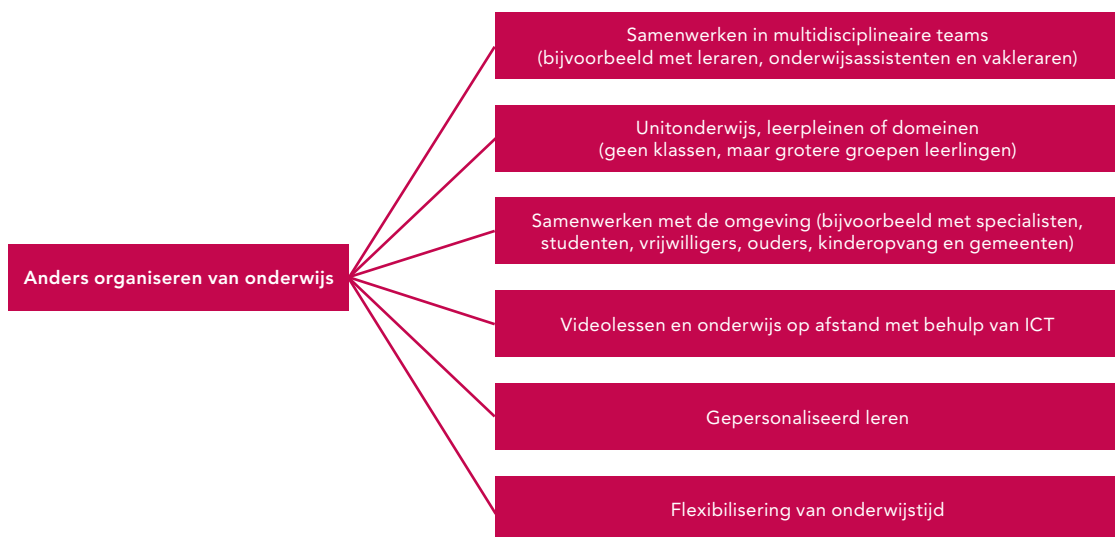 Samenwerken in multidisciplineaire teams
(bijvoorbeeld met leraren, onderwijsassistenten en vakleraren)
Unitonderwijs, leerpleinen of domeinen
(geen klassen, maar grotere groepen leerlingen)
Samenwerken met de omgeving (bijvoorbeeld met specialisten,
studenten, vrijwilligers, ouders, kinderopvang en gemeenten)
Anders organiseren van onderwijs
Videolessen en onderwijs op afstand met behulp van ICT
Gepersonaliseerd leren
Flexibilisering van onderwijstijd